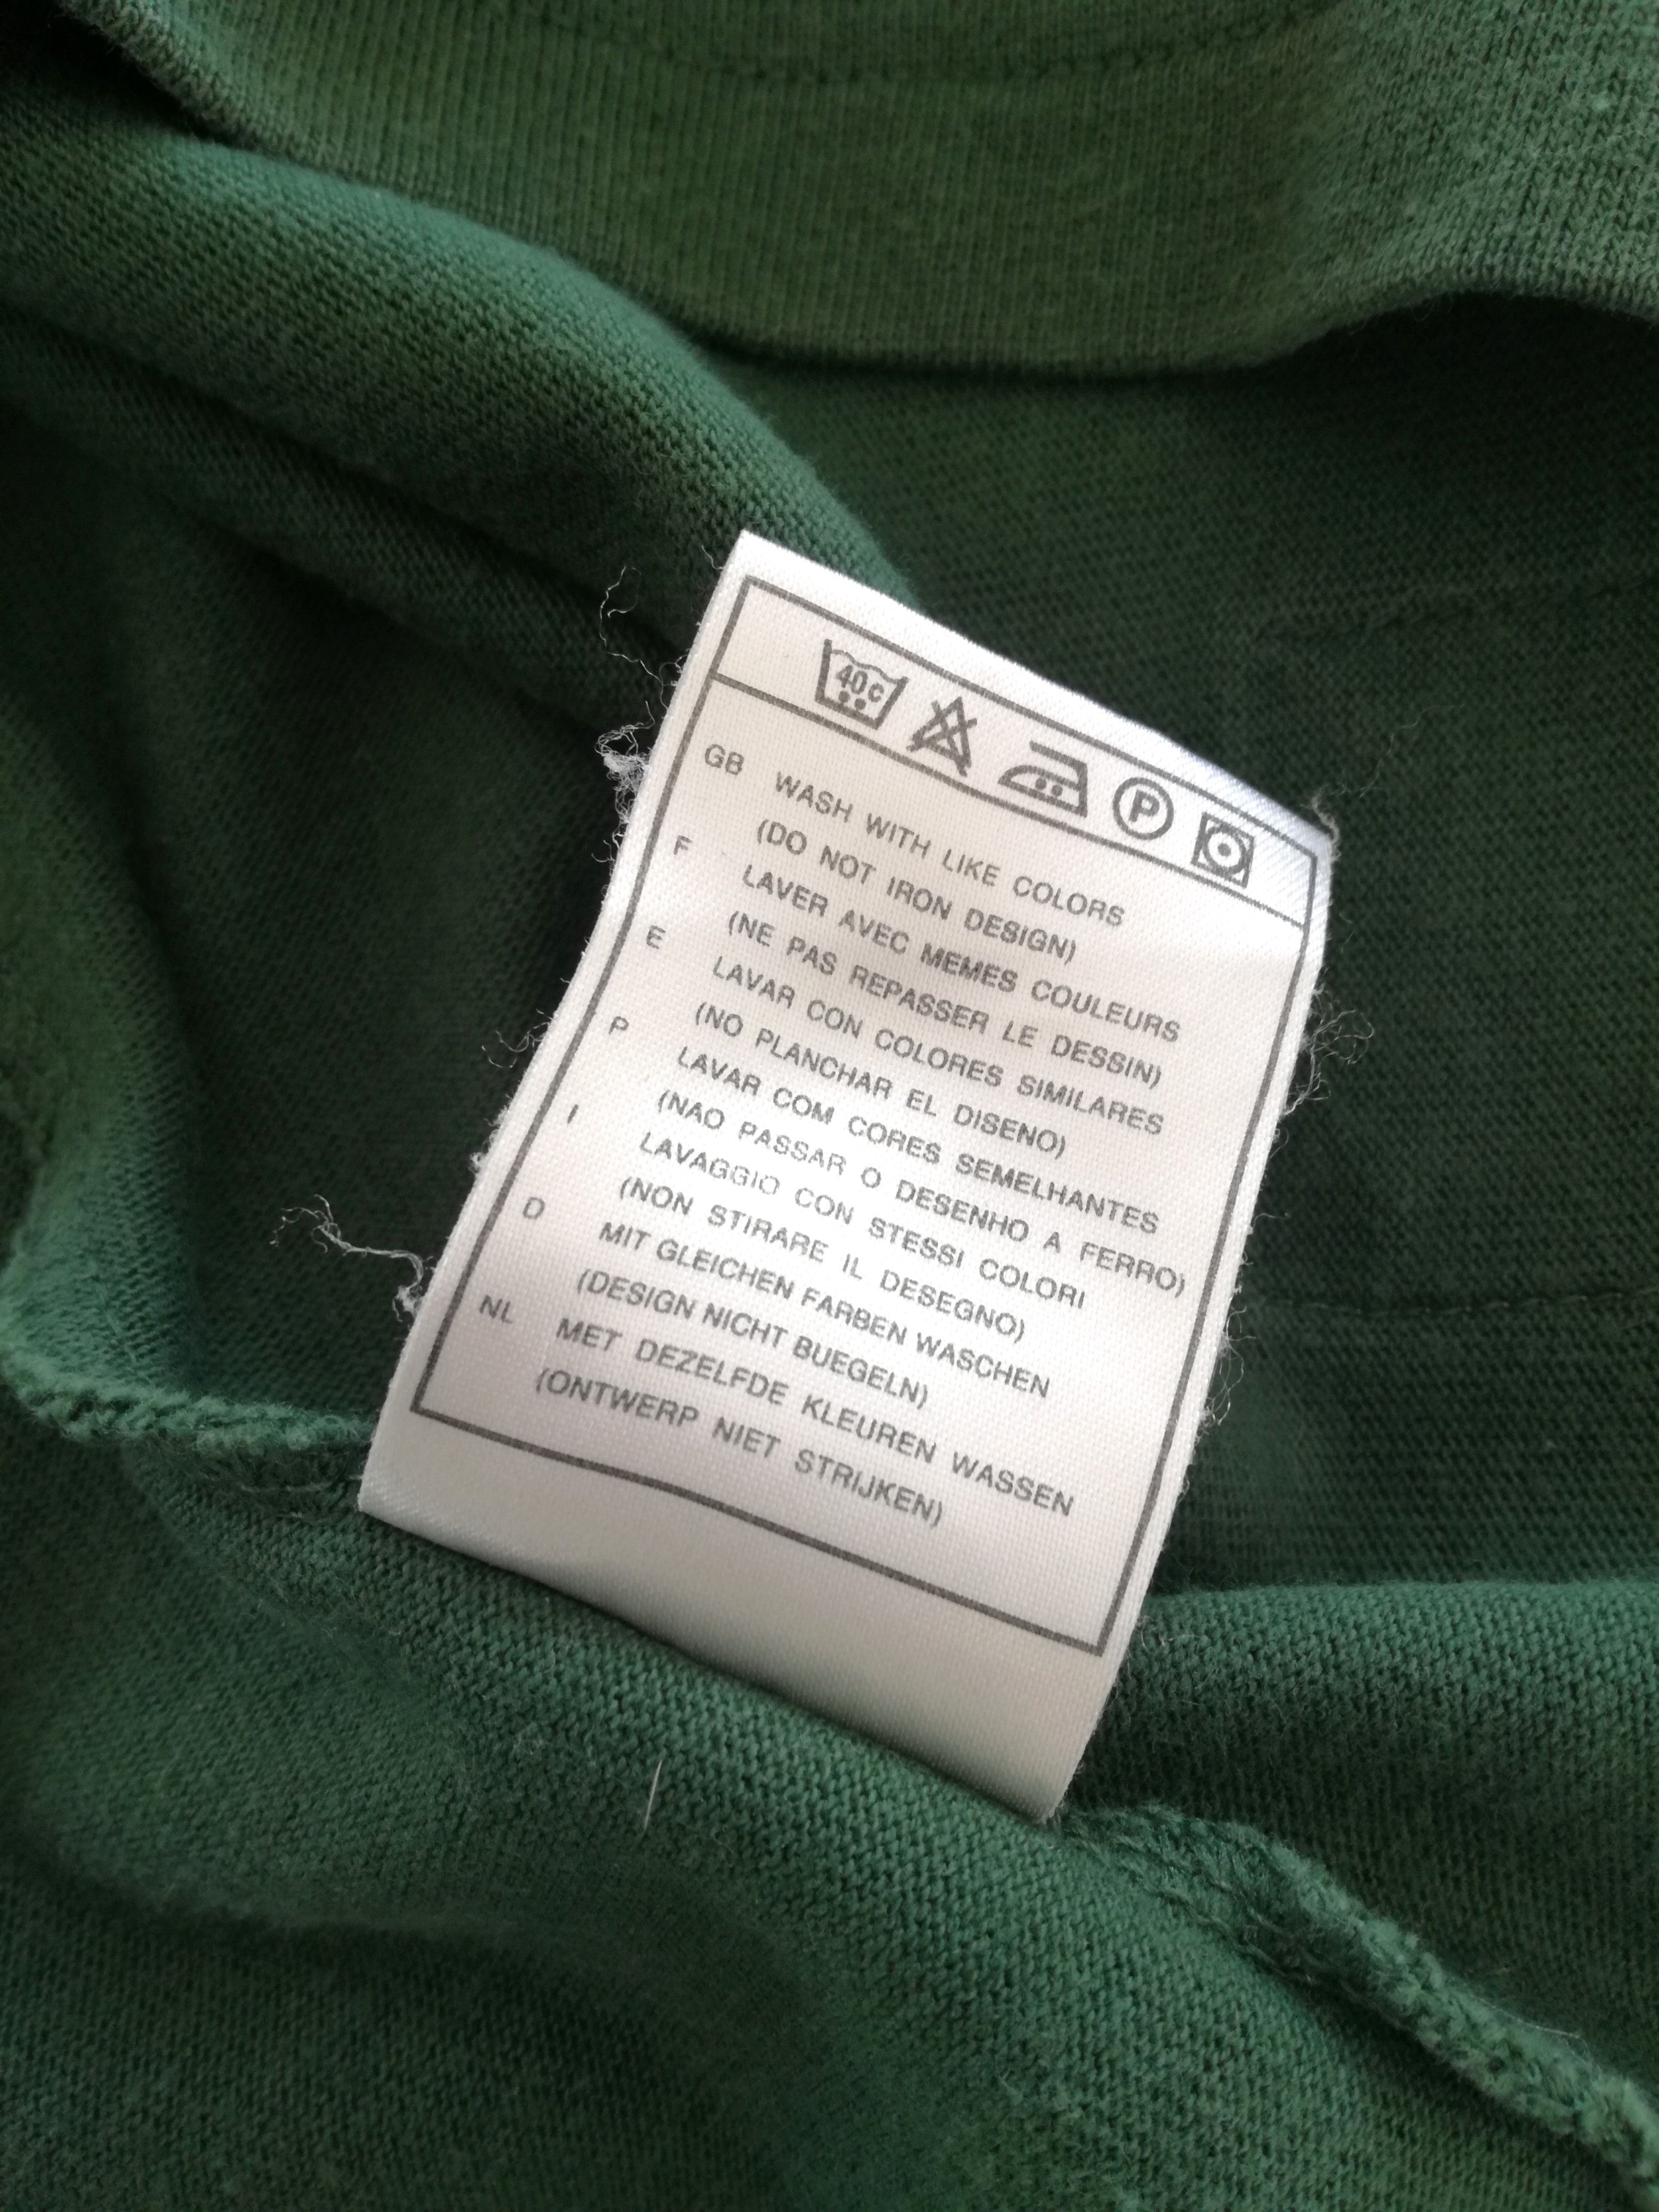 40c P
GB WASH WITH LIKE COLORS
(DO NOT IRON DESIGN)
F LAVER AVEC MEMES COULEURS
(NE PAS REPASSER LE DESSIN)
E LAVAR CON COLORES SIMILARES
(NO PLANCHAR EL DISENO)
P LAVAR COM CORES SEMELHANTES
(NAO PASSAR O DESENHO A FERRO)
I LAVAGGIO CON STESSI COLORI
(NON STIRARE IL DESEGNO)
D MIT GLEICHEN FARBEN WASCHEN
(DESIGN NICHT BUEGELN)
NL MET DEZELFDE KLEUREN WASSEN
(ONTWERP NIET STRIJKEN)